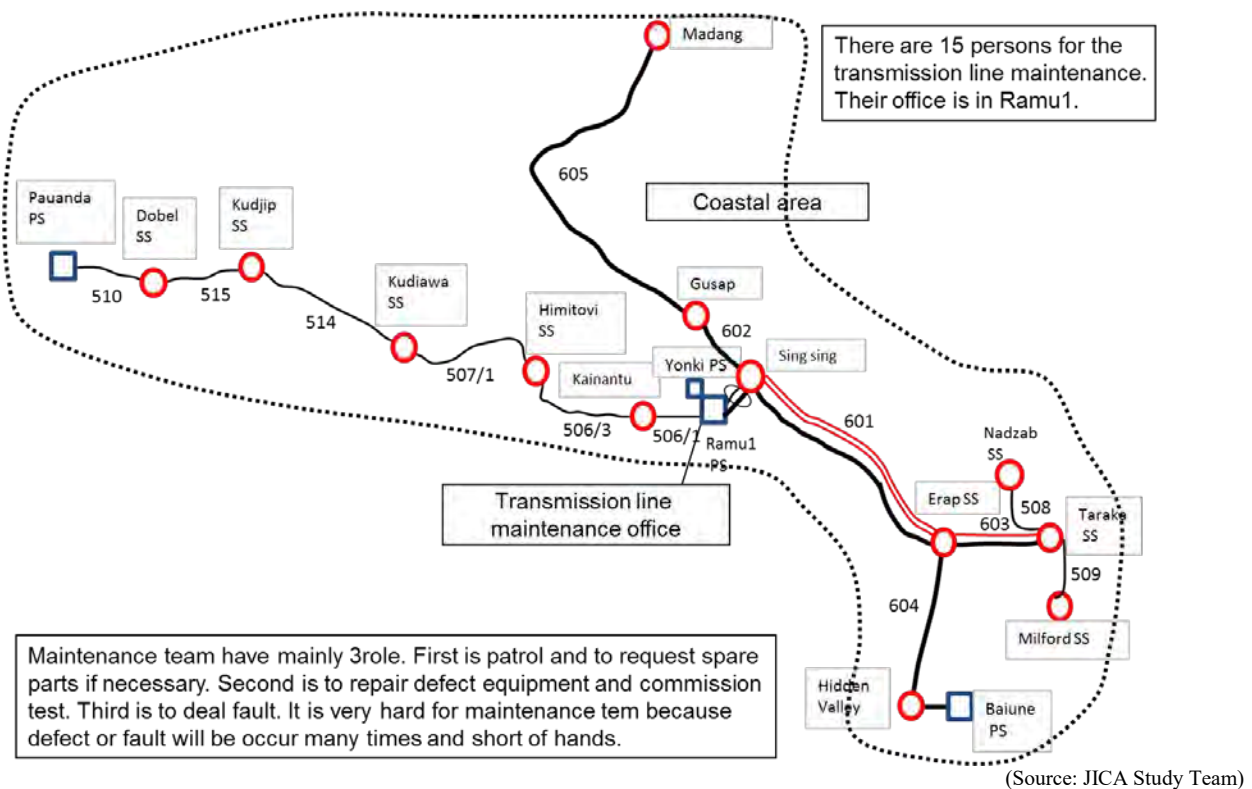 Madang
There are 15 persons for the
transmission line maintenance.
Their office is in Ramu1.
605
Coastal area
Pauanda
PS
Dobel
SS
Kudjip
SS
510
515
514
Kudiawa
SS
507/1
Himitovi
SS
Gusap
602
Sing sing
Yonki PS
Kainantu
506/3
506/1
Ramu1
PS
601
Nadzab
SS
Erap SS
508
603
Taraka
SS
509
Transmission line
maintenance office
604
Milford SS
Hidden
Valley
Baiune
PS
Maintenance team have mainly 3role. First is patrol and to request spare
parts if necessary. Second is to repair defect equipment and commission
test. Third is to deal fault. It is very hard for maintenance tem because
defect or fault will be occur many times and short of hands.
(Source: JICA Study Team)